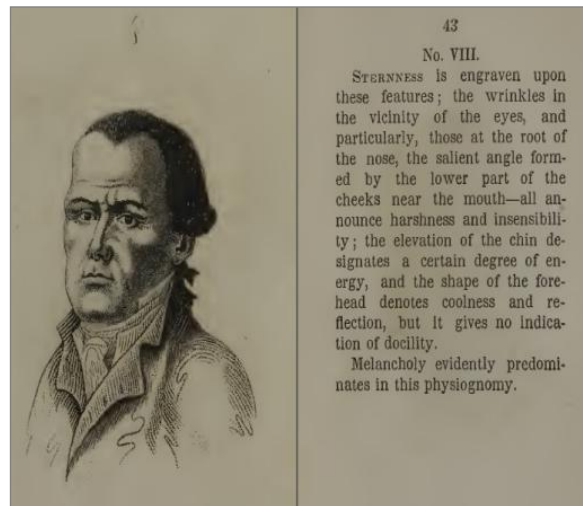 43
No. VIII.
Sternness is engraven upon
these features; the wrinkles in
the vicinity of the eyes, and
particularly, those at the root of
the nose, the salient angle form-
ed by the lower part of the
cheeks near the mouth—all an-
nounce harshness and insensibili-
ty; the elevation of the chin de-
signates a certain degree of en-
ergy, and the shape of the fore-
head denotes coolness and re-
flection, but it gives no indica-
tion of docility.
Melancholy evidently predomi-
nates in this physiognomy.